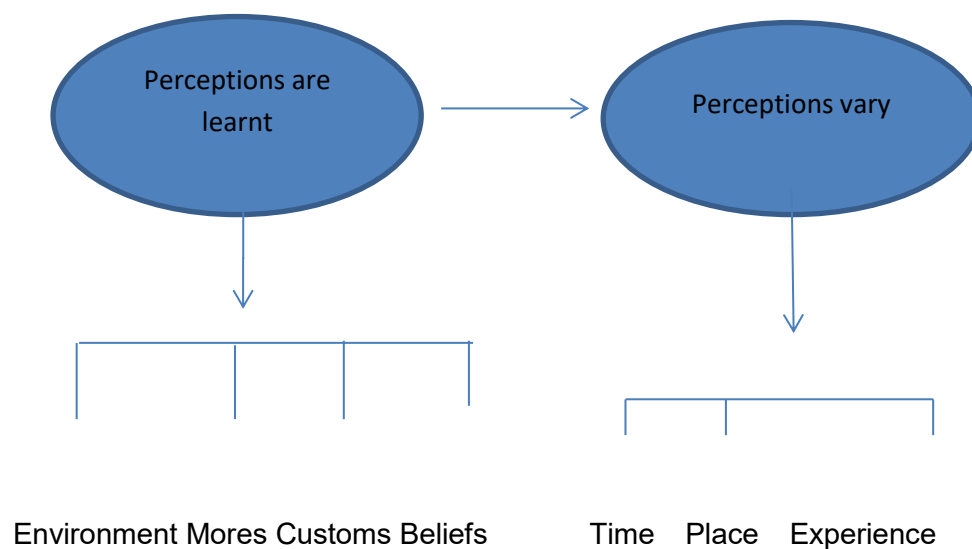 Perceptions are
learnt
Perceptions vary
Environment Mores Customs Beliefs
Time Place Experience